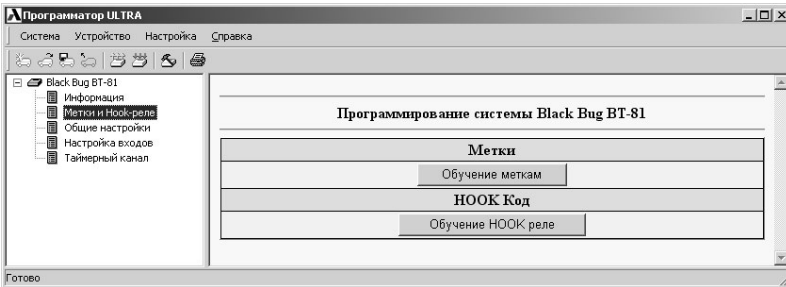 Программатор ULTRA
Система Устройство Настройка Справка
Black Bug BT-81
Информация
Метки и Hook-реле
Общие настройки
Настройка входов
Таймерный канал
Программирование системы Black Bug BT-81
Метки
Обучение меткам
HOOK Код
Обучение HOOK реле
Готово